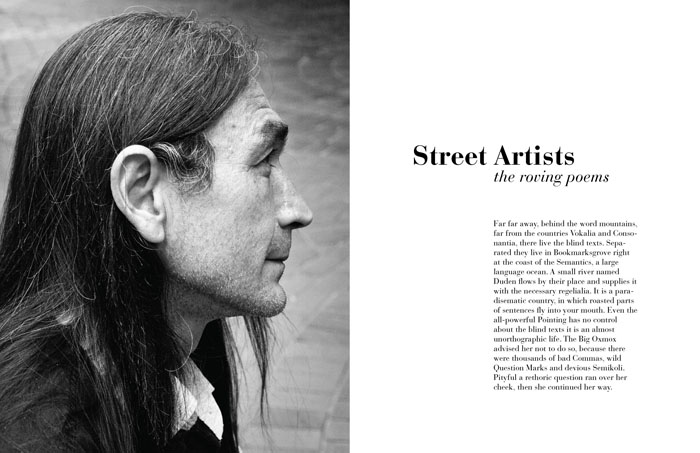 Street Artists
the roving poems
Far far away, behind the word mountains,
far from the countries Vokalia and Conso-
nantia, there live the blind texts. Sepa-
rated they live in Bookmarksgrove right
at the coast of the Semantics, a large
language ocean. A small river named
Duden flows by their place and supplies it
with the necessary regelialia. It is a para-
disematic country, in which roasted parts
of sentences fly into your mouth. Even the
all-powerful Pointing has no control
about the blind texts it is an almost
unorthographic life. The Big Oxmox
advised her not to do so, because there
were thousands of bad Commas, wild
Question Marks and devious Semikoli.
Pityful a rethoric question ran over her
cheek, then she continued her way.